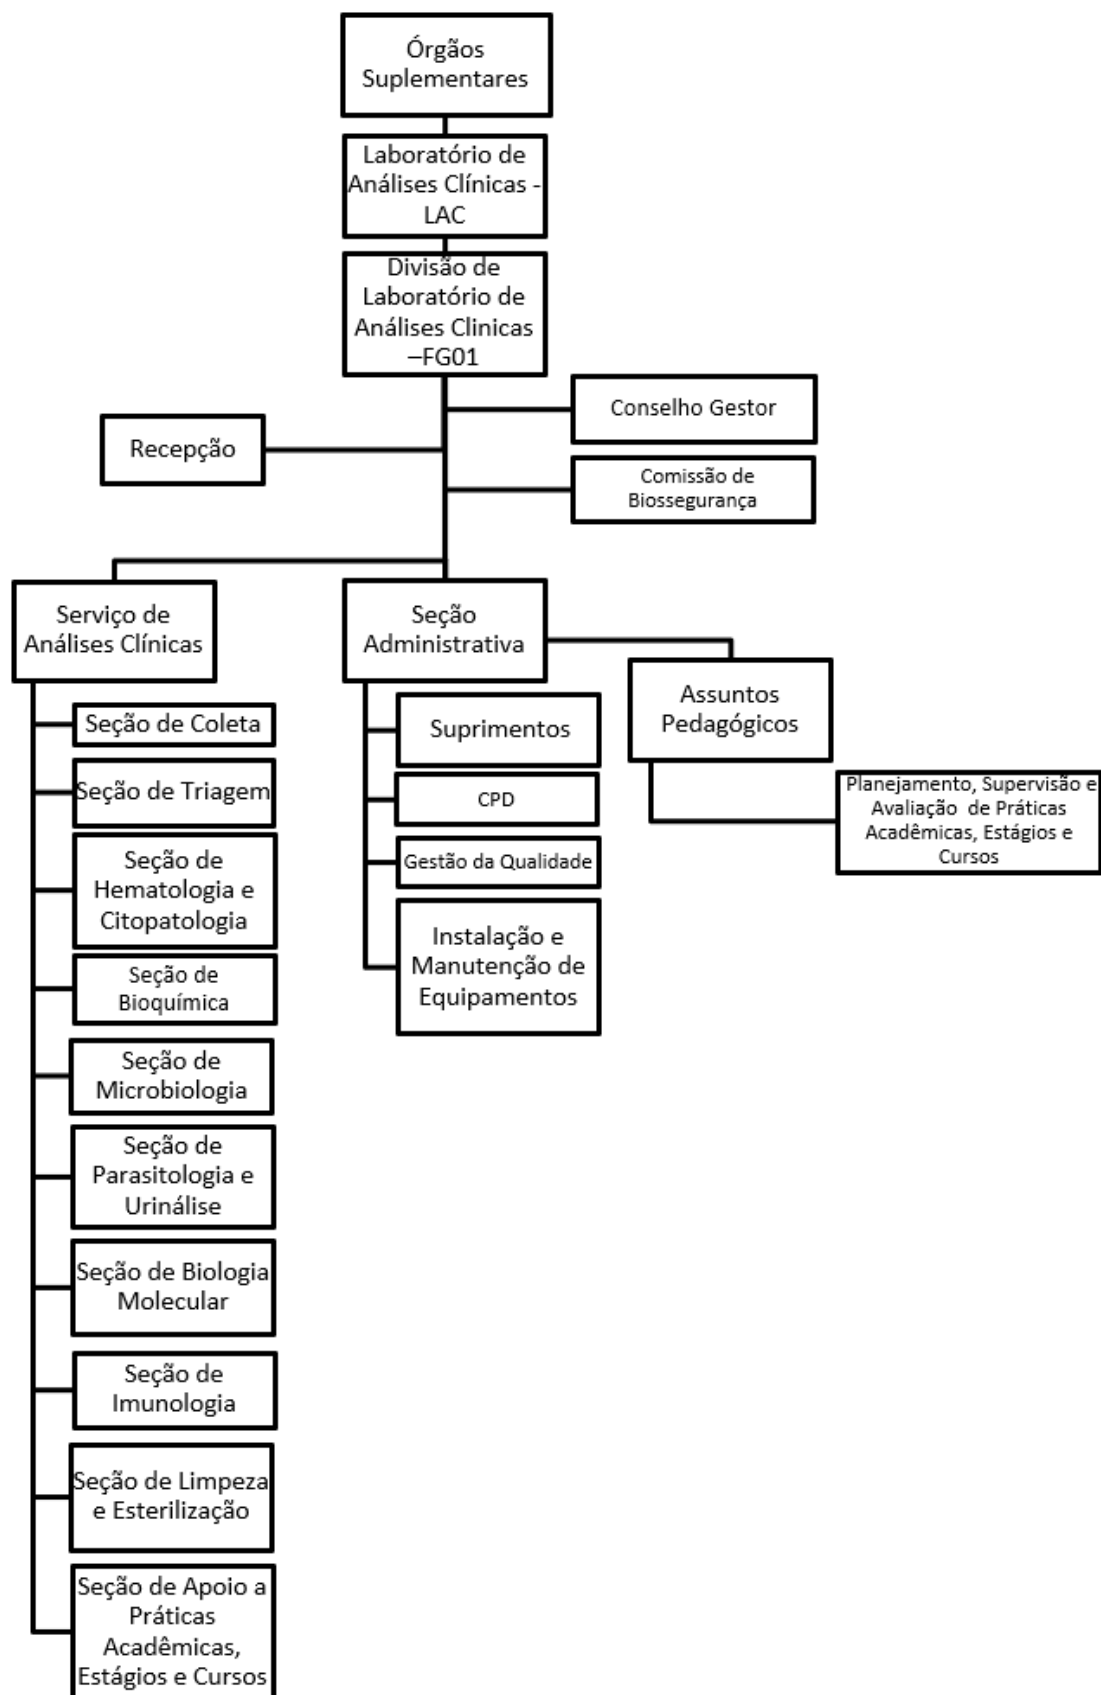 Órgãos
Suplementares
Laboratório de
Análises Clínicas -
LAC
Divisão de
Laboratório de
Análises Clinicas
–FG01
Conselho Gestor
Recepção
Comissão de
Biossegurança
Serviço de
Análises Clínicas
Seção
Administrativa
Assuntos
Pedagógicos
Seção de Coleta
Seção de Triagem
Seção de
Hematologia e
Citopatologia
Seção de
Bioquímica
Seção de
Microbiologia
Seção de
Parasitologia e
Urinálise
Seção de Biologia
Molecular
Seção de
Imunologia
Seção de Limpeza
e Esterilização
Seção de Apoio a
Práticas
Acadêmicas,
Estágios e Cursos
Suprimentos
CPD
Gestão da Qualidade
Instalação e
Manutenção de
Equipamentos
Planejamento, Supervisão e
Avaliação  de Práticas
Acadêmicas, Estágios e
Cursos